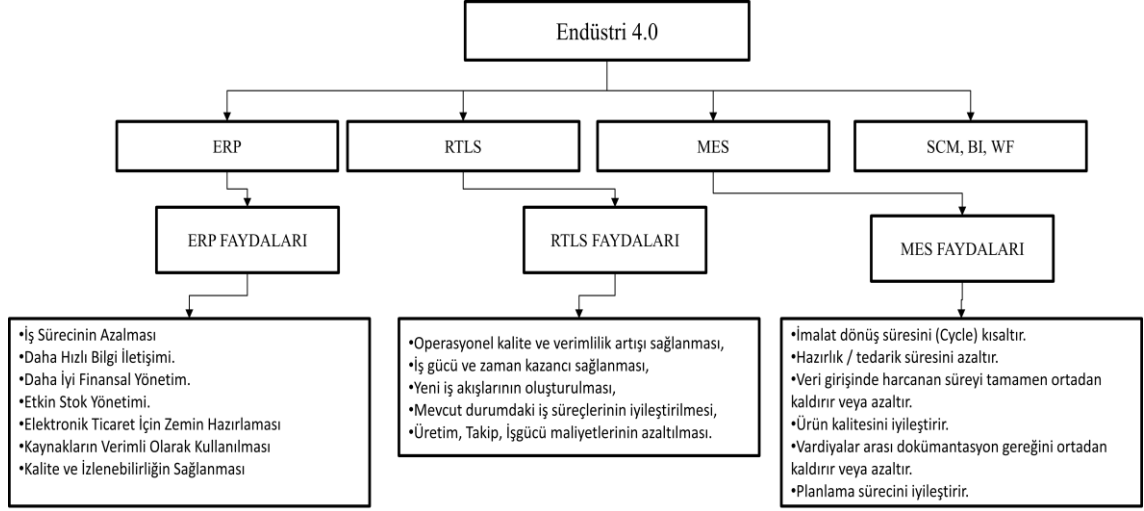 Endüstri 4.0
ERP
RTLS
MES
SCM, BI, WF
ERP FAYDALARI
RTLS FAYDALARI
MES FAYDALARI
•İş Sürecinin Azalması
•Daha Hızlı Bilgi İletişimi.
•Daha İyi Finansal Yönetim.
•Etkin Stok Yönetimi.
•Elektronik Ticaret İçin Zemin Hazırlaması
•Kaynakların Verimli Olarak Kullanılması
•Kalite ve İzlenebilirliğin Sağlanması
•Operasyonel kalite ve verimlilik artışı sağlanması,
•İş gücü ve zaman kazancı sağlanması,
•Yeni iş akışlarının oluşturulması,
•Mevcut durumdaki iş süreçlerinin iyileştirilmesi,
•Üretim, Takip, İşgücü maliyetlerinin azaltılması.
•İmalat dönüş süresini (Cycle) kısaltır.
•Hazırlık / tedarik süresini azaltır.
•Veri girişinde harcanan süreyi tamamen ortadan
kaldırır veya azaltır.
•Ürün kalitesini iyileştirir.
•Vardiyalar arası dokümantasyon gereğini ortadan
kaldırır veya azaltır.
•Planlama sürecini iyileştirir.